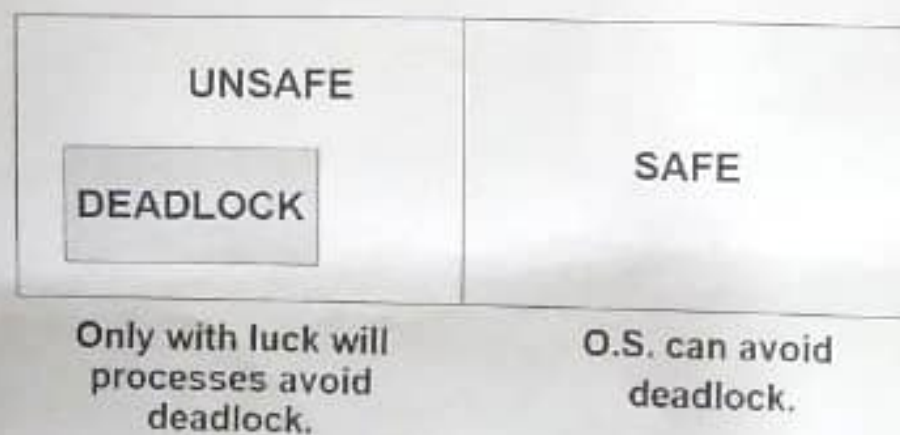 UNSAFE
DEADLOCK
SAFE
Only with luck will
processes avoid
deadlock.
O.S. can avoid
deadlock.